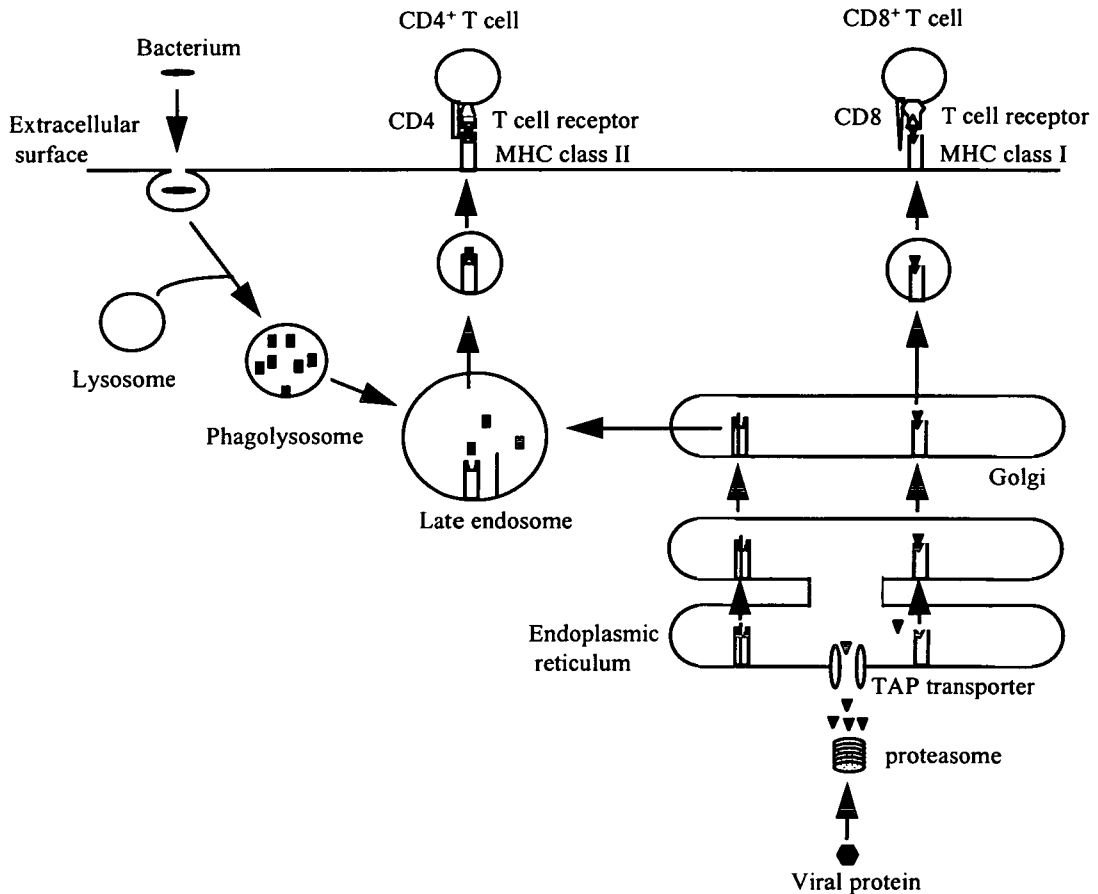 CD4⁺ T cell
CD8⁺ T cell
Bacterium
Extracellular
surface
CD4
T cell receptor
MHC class II
CD8
T cell receptor
MHC class I
Lysosome
Phagolysosome
Late endosome
Golgi
Endoplasmic
reticulum
TAP transporter
proteasome
Viral protein